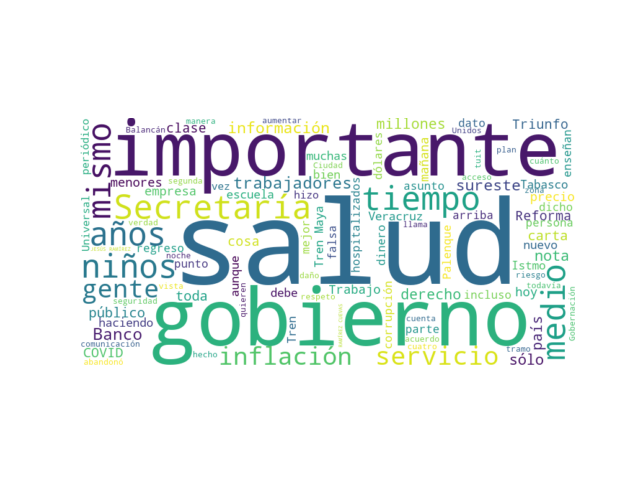 periódico
mismo
Balancán
clase
manera
información
aumentar
millones
dato
Unidos
Triunfo
enseñan
importante
menores
segunda
empresa
vez
escuela
trabajadores
hizo
muchas
Ciudad
bien
hospitalizados
dólares
asunto
mañana
tuit
acceso
plan
zona
riesgo
cuánto
sureste
Tabasco
precio
dicho
Universal
años
verdad
Secretaría
cosa
mejor
Tren Maya
falsa
tiempo
Veracruz
llama
arriba
Reforma
persona
carta
nuevo
niños
regreso
noche
punto
aunque
salud
daño
dinero
Palenque
Istmo
nota
todavía
gente
vista
toda
quieren
debe
respeto
Trabajo
corrupción
derecho
incluso
hoy
medio
Gobernación
seguridad
público
haciendo
Banco
gobierno
Tren
cuenta
parte
acuerdo
cuatro
país
comunicación
COVID
abandonó
hecho
inflación
servicio
tramo
sólo